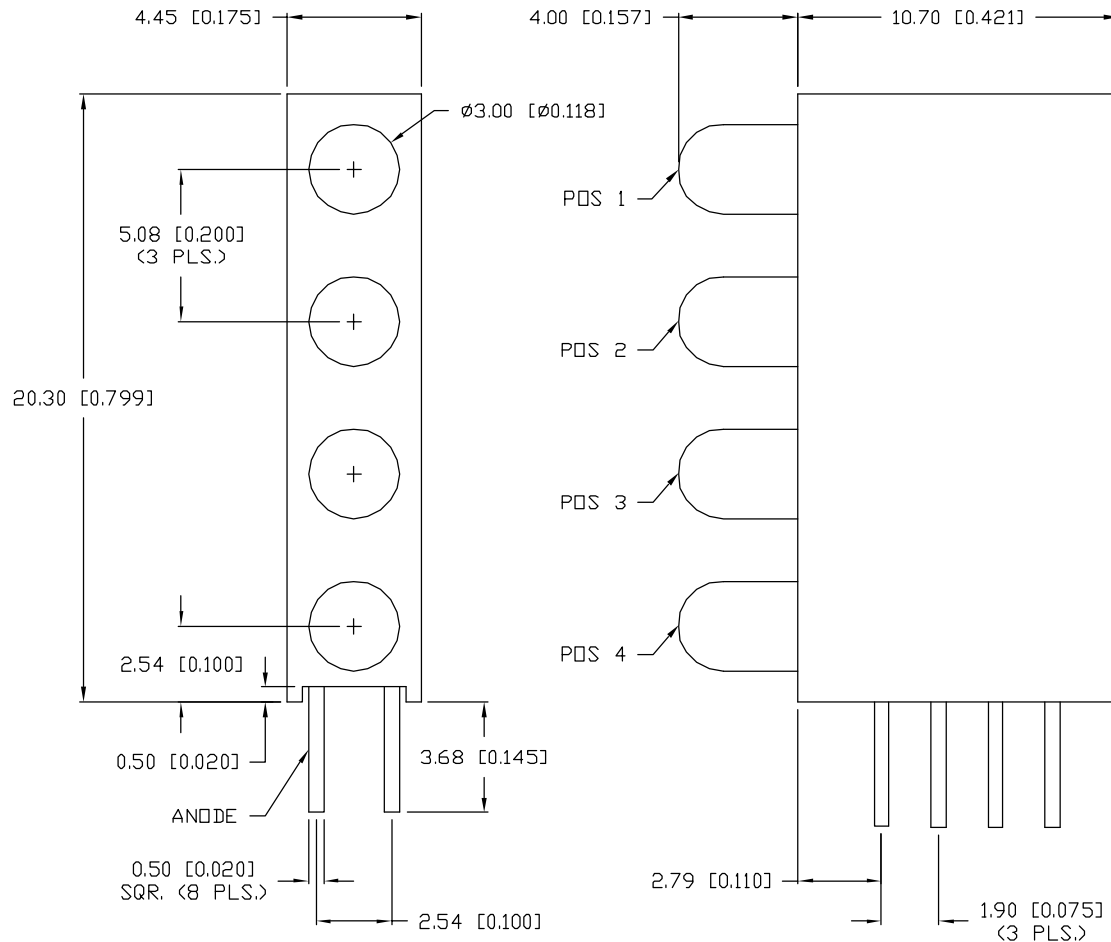 4.45 [0.175]
4.00 [0.157]
10.70 [0.421]
⌀3.00 [⌀0.118]
POS 1
5.08 [0.200]
(3 PLS.)
POS 2
20.30 [0.799]
POS 3
2.54 [0.100]
POS 4
0.50 [0.020]
3.68 [0.145]
ANODE
0.50 [0.020]
SQR. (8 PLS.)
2.79 [0.110]
2.54 [0.100]
1.90 [0.075]
(3 PLS.)